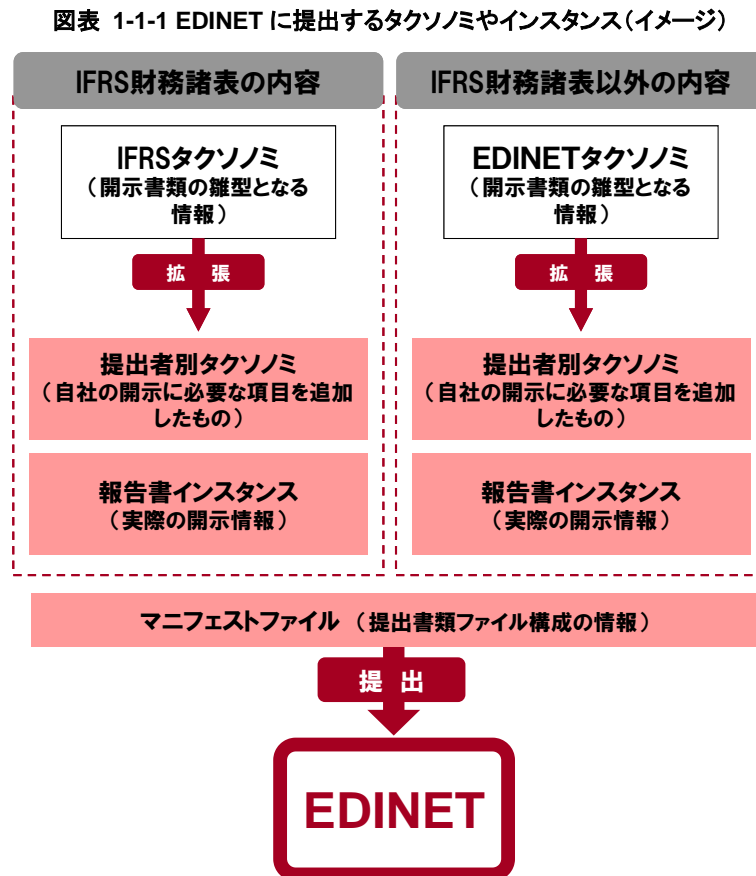 図表 1-1-1 EDINET に提出するタクソノミやインスタンス（イメージ）
IFRS財務諸表の内容
IFRSタクソノミ
（開示書類の雛型となる
情報）
拡　張
提出者別タクソノミ
（自社の開示に必要な項目を追加
したもの）
報告書インスタンス
（実際の開示情報）
IFRS財務諸表以外の内容
EDINETタクソノミ
（開示書類の雛型となる
情報）
拡　張
提出者別タクソノミ
（自社の開示に必要な項目を追加
したもの）
報告書インスタンス
（実際の開示情報）
マニフェストファイル （提出書類ファイル構成の情報）
提　出
EDINET